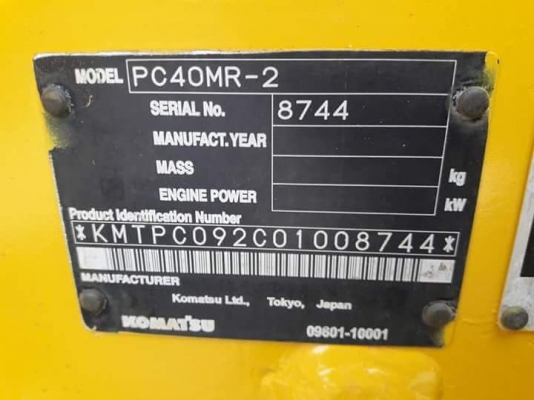 MODEL PC40MR-2
SERIAL No. 8744
MANUFACT.YEAR
MASS kg
ENGINE POWER kW
Product Identification Number
*KMTPC092C01008744*
MANUFACTURER
Komatsu Ltd., Tokyo, Japan
KOMATSU 09601-10001